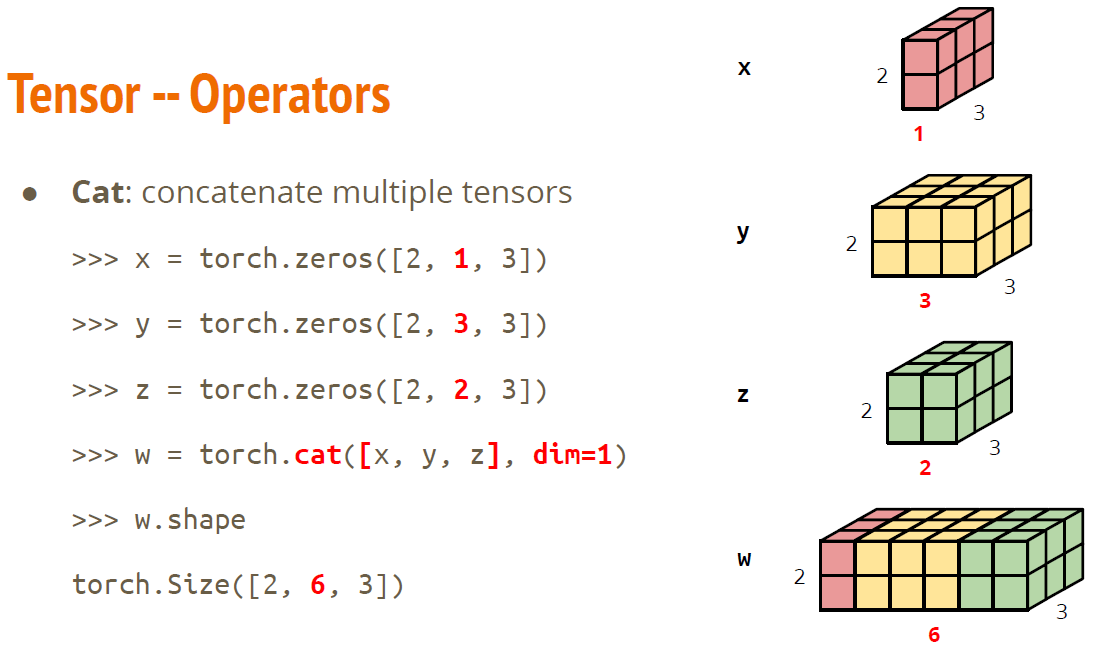 Tensor -- Operators
● Cat: concatenate multiple tensors
>>> x = torch.zeros([2, 1, 3])
>>> y = torch.zeros([2, 3, 3])
>>> z = torch.zeros([2, 2, 3])
>>> w = torch.cat([x, y, z], dim=1)
>>> w.shape
torch.Size([2, 6, 3])
x
2
3
1
y
2
3
3
z
2
3
2
w
2
3
6